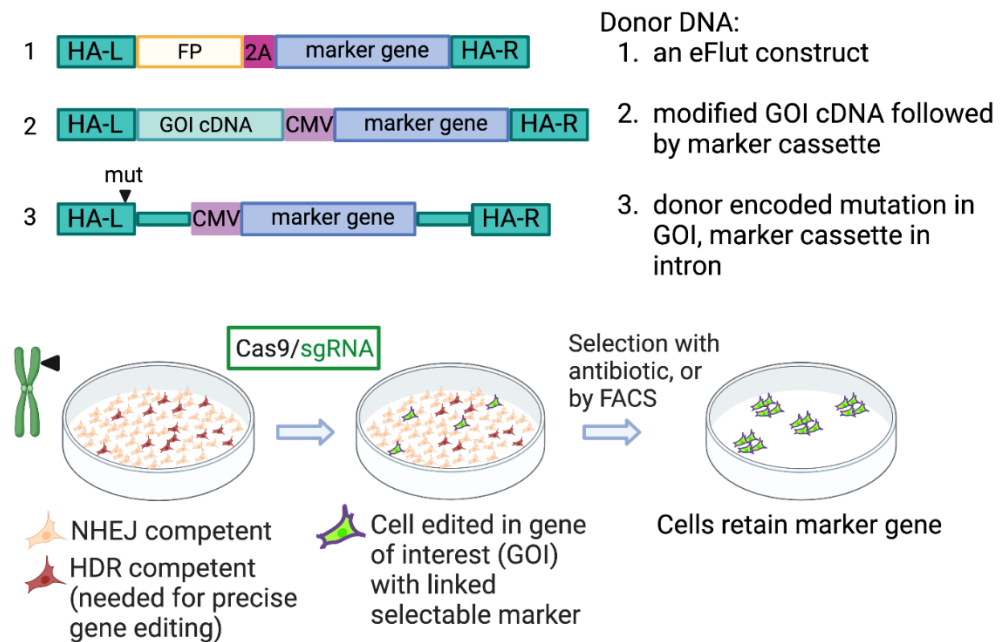 1 HA-L FP 2A marker gene HA-R
2 HA-L GOI cDNA CMV marker gene HA-R
mut
3 HA-L CMV marker gene HA-R
Donor DNA:
1. an eFlut construct
2. modified GOI cDNA followed
by marker cassette
3. donor encoded mutation in
GOI, marker cassette in
intron
Cas9/sgRNA
Selection with
antibiotic, or
by FACS
NHEJ competent
HDR competent
(needed for precise
gene editing)
Cell edited in gene
of interest (GOI)
with linked
selectable marker
Cells retain marker gene